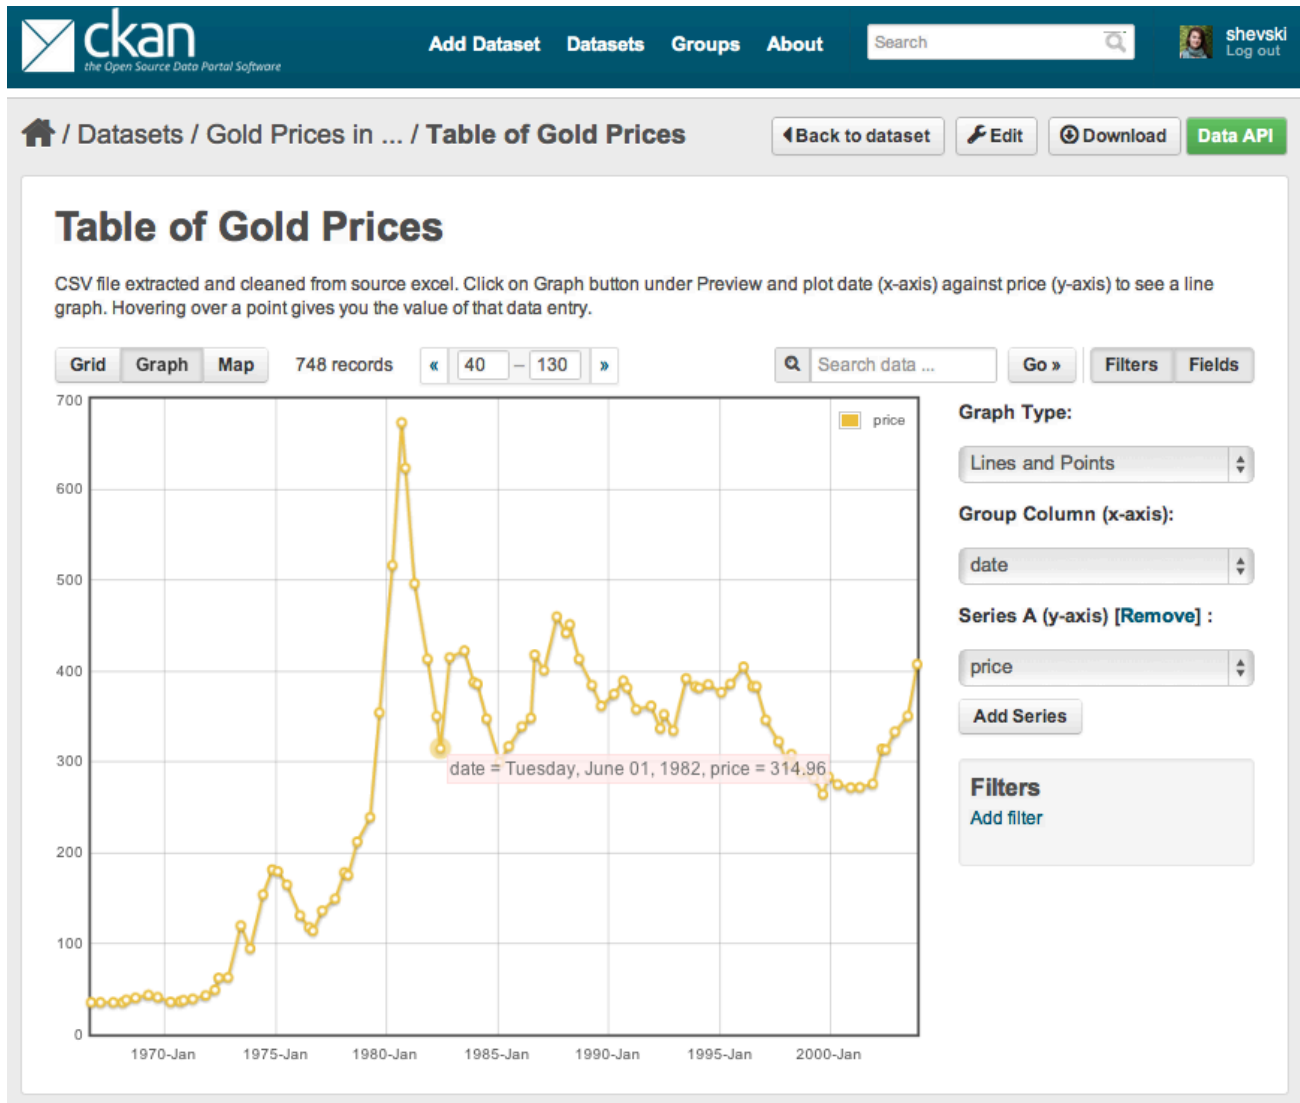 ckan
the Open Source Data Portal Software
Add Dataset Datasets Groups About Search shevski
Log out
/ Datasets / Gold Prices in ... / Table of Gold Prices Back to dataset Edit Download Data API
Table of Gold Prices
CSV file extracted and cleaned from source excel. Click on Graph button under Preview and plot date (x-axis) against price (y-axis) to see a line
graph. Hovering over a point gives you the value of that data entry.
Grid Graph Map 748 records « 40 – 130 » Search data ... Go » Filters Fields
700
600
500
400
300
200
100
0
price
date = Tuesday, June 01, 1982, price = 314.96
1970-Jan 1975-Jan 1980-Jan 1985-Jan 1990-Jan 1995-Jan 2000-Jan
Graph Type:
Lines and Points
Group Column (x-axis):
date
Series A (y-axis) [Remove] :
price
Add Series
Filters
Add filter